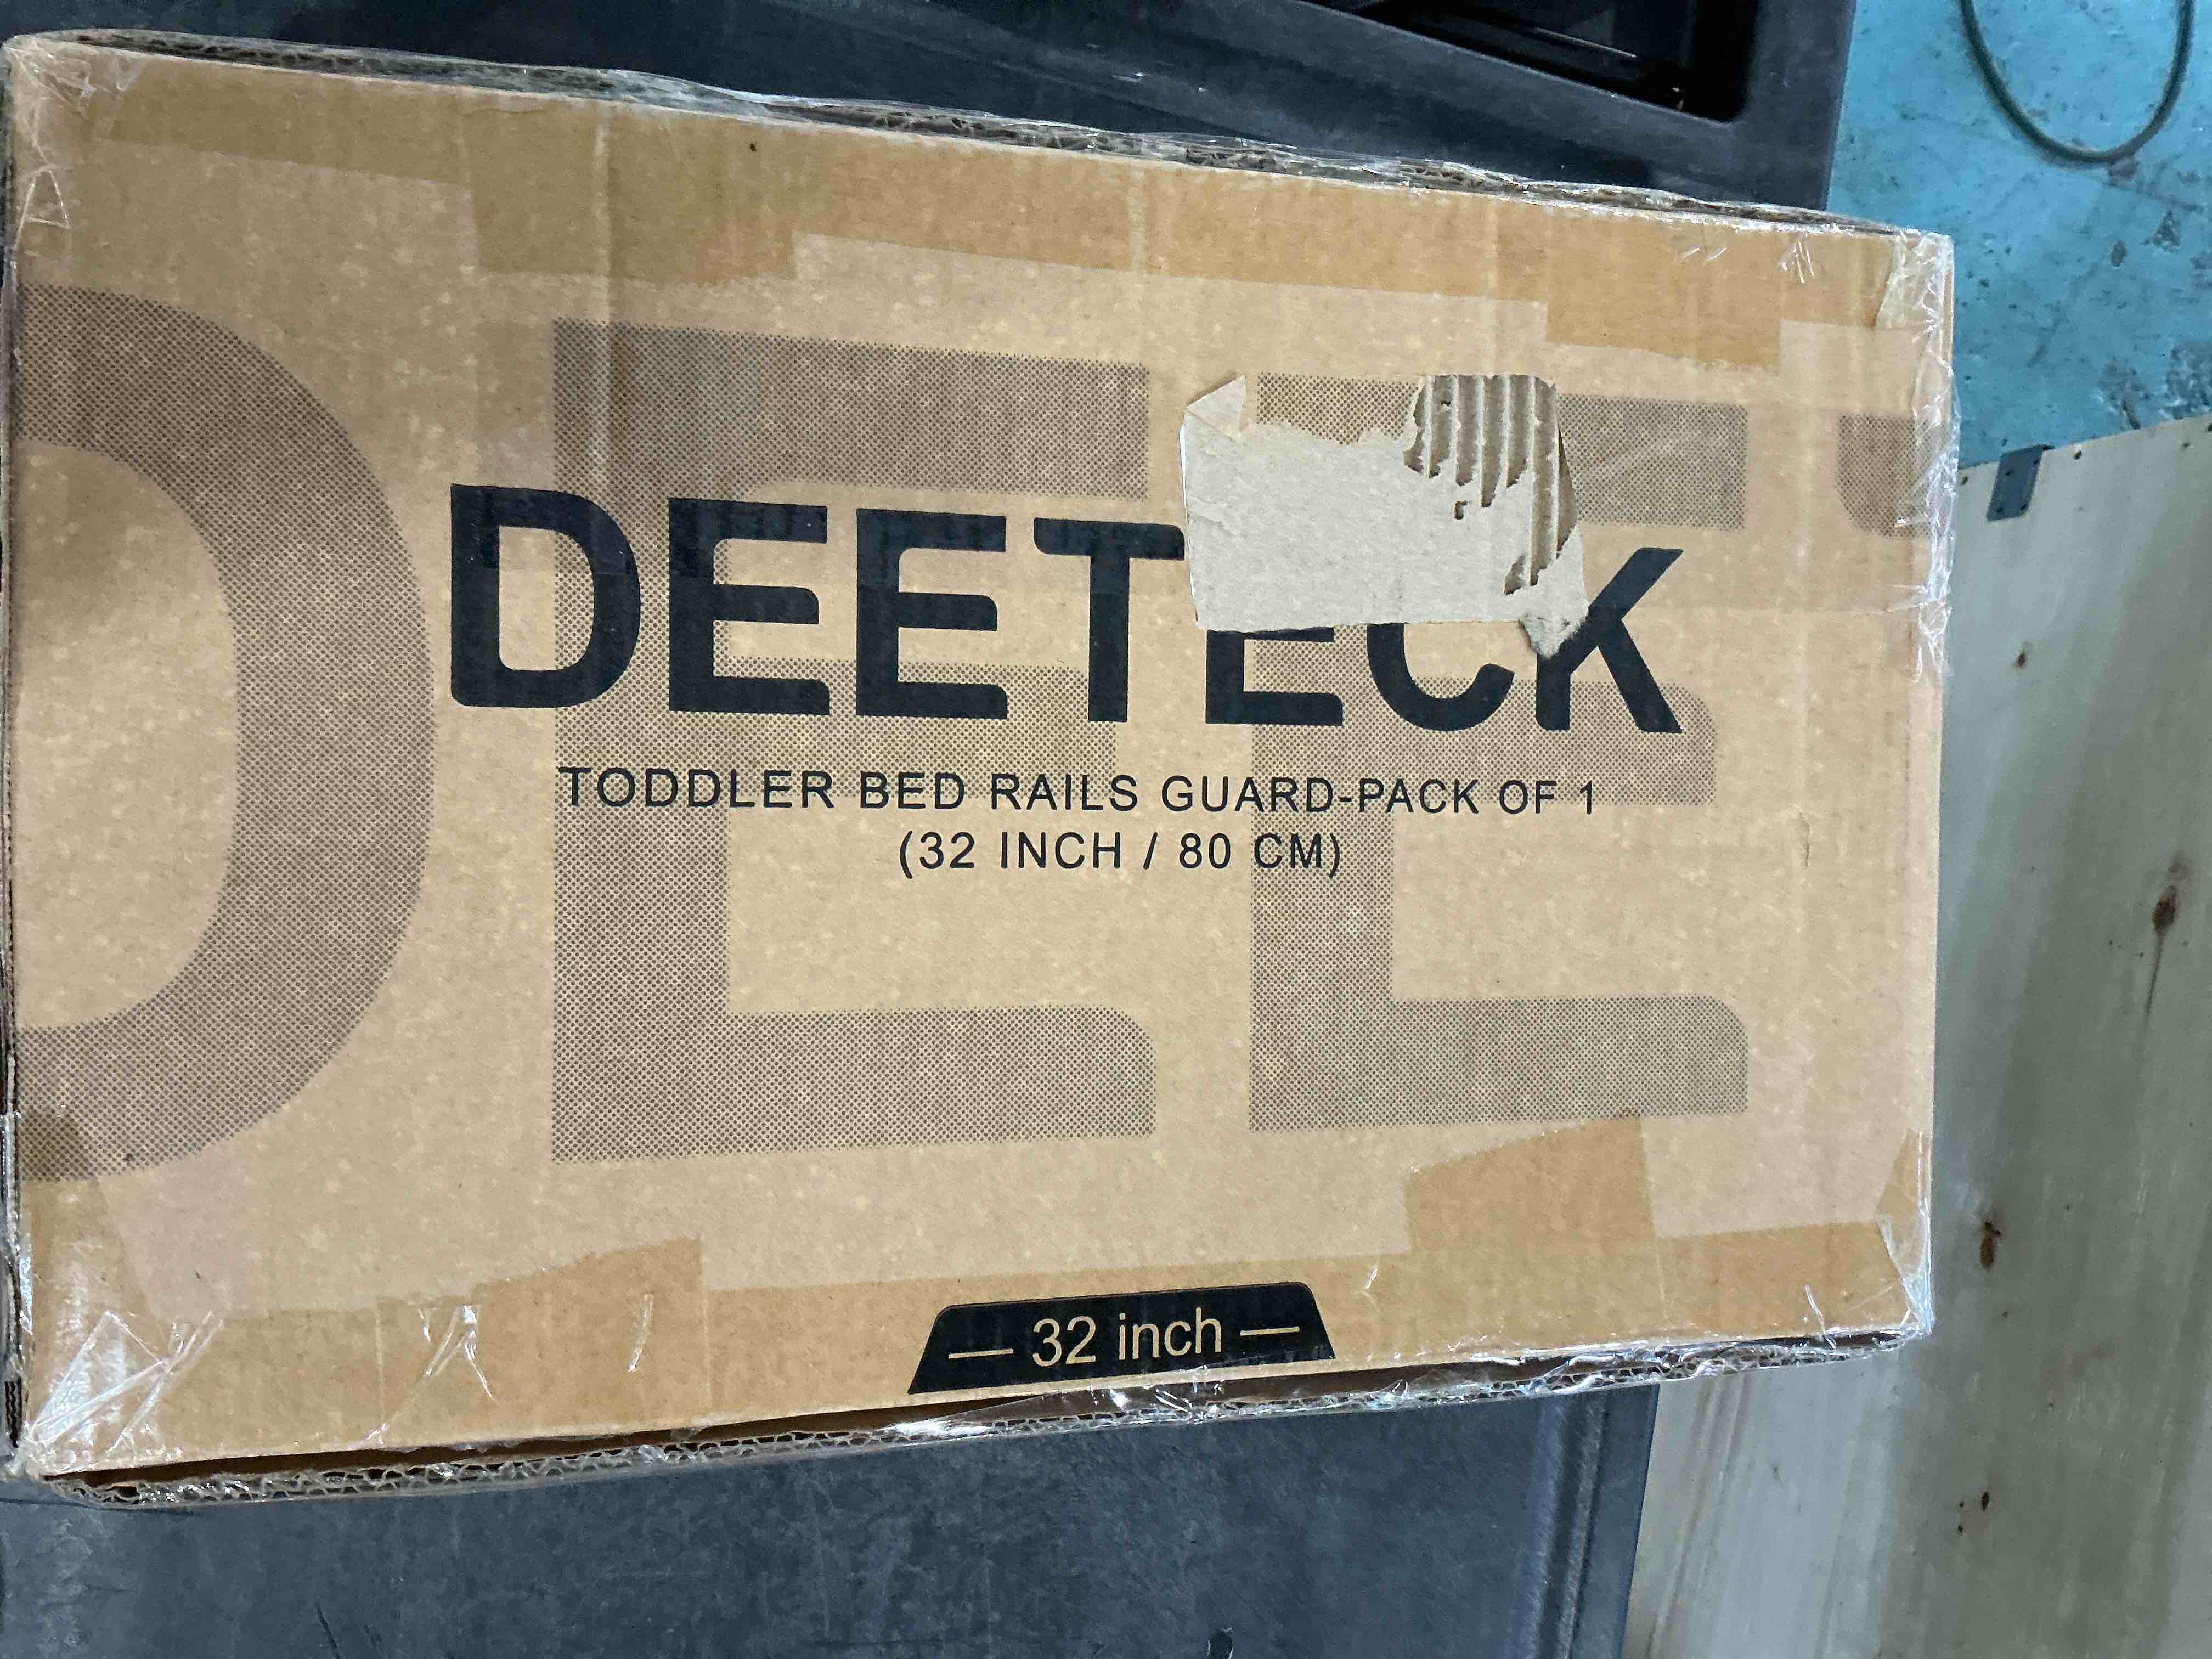 DEETECK
TODDLER BED RAILS GUARD-PACK OF 1
(32 INCH / 80 CM)
— 32 inch —